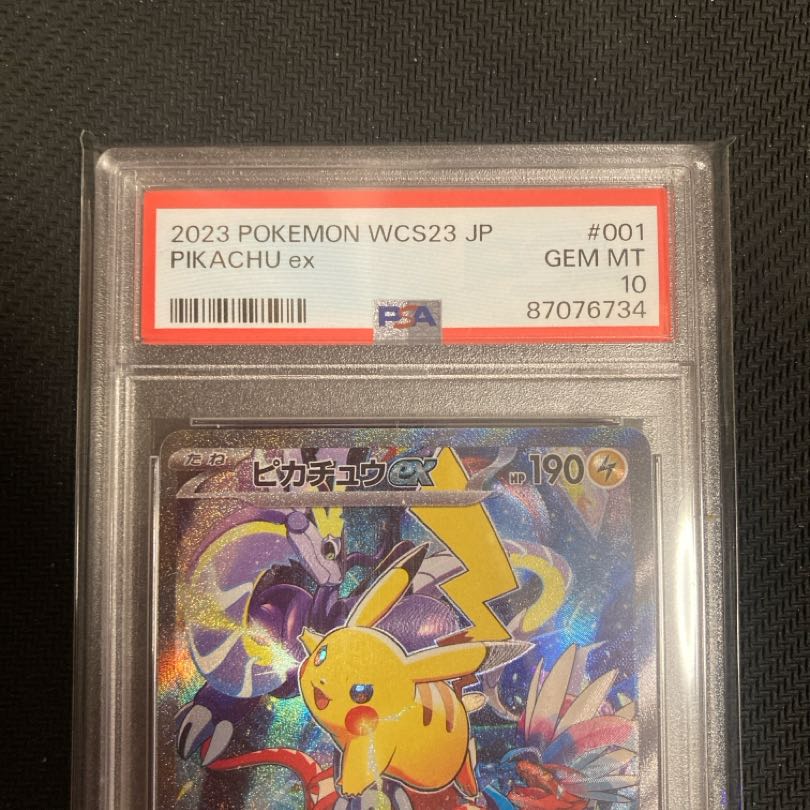 2023 POKEMON WCS23 JP #001
PIKACHU ex GEM MT
10
PSA 87076734
たね ピカチュウex HP190